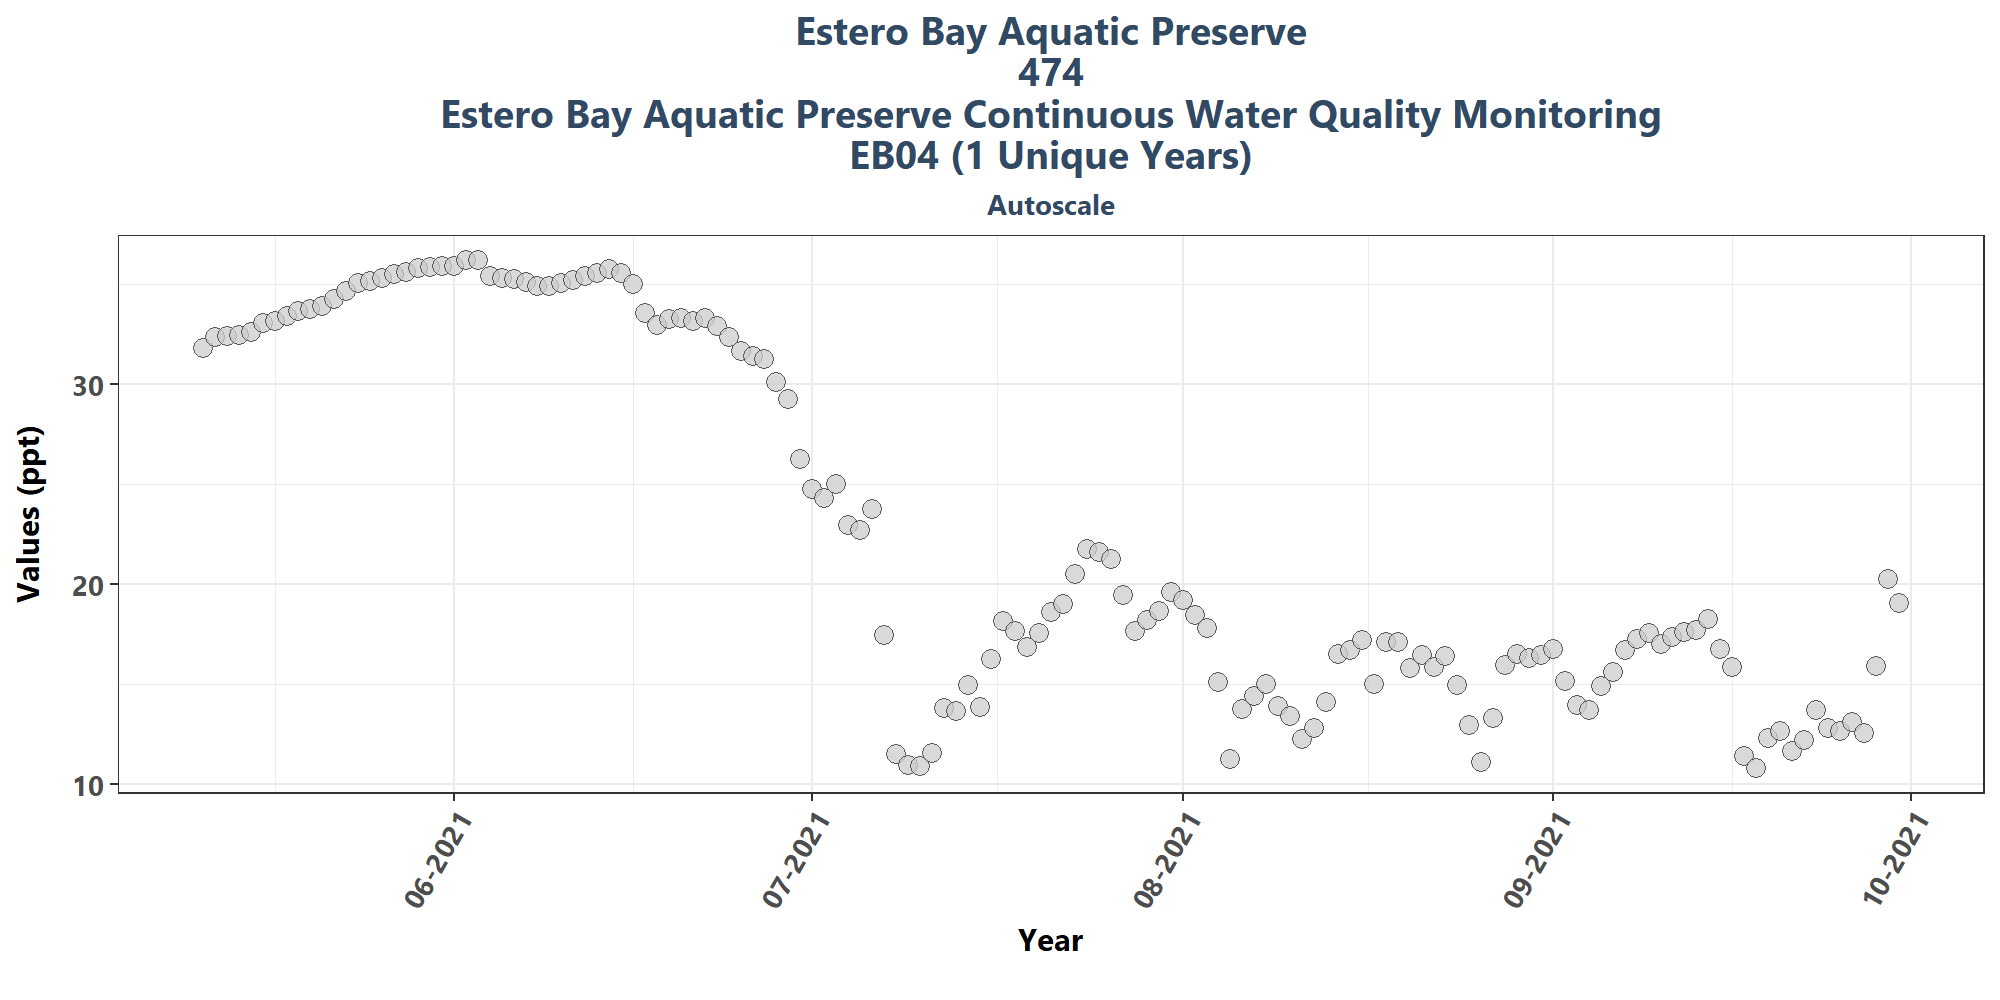 Estero Bay Aquatic Preserve
474
Estero Bay Aquatic Preserve Continuous Water Quality Monitoring
EB04 (1 Unique Years)
Autoscale
Values (ppt)
30
20
10
06-2021
07-2021
08-2021
09-2021
10-2021
Year